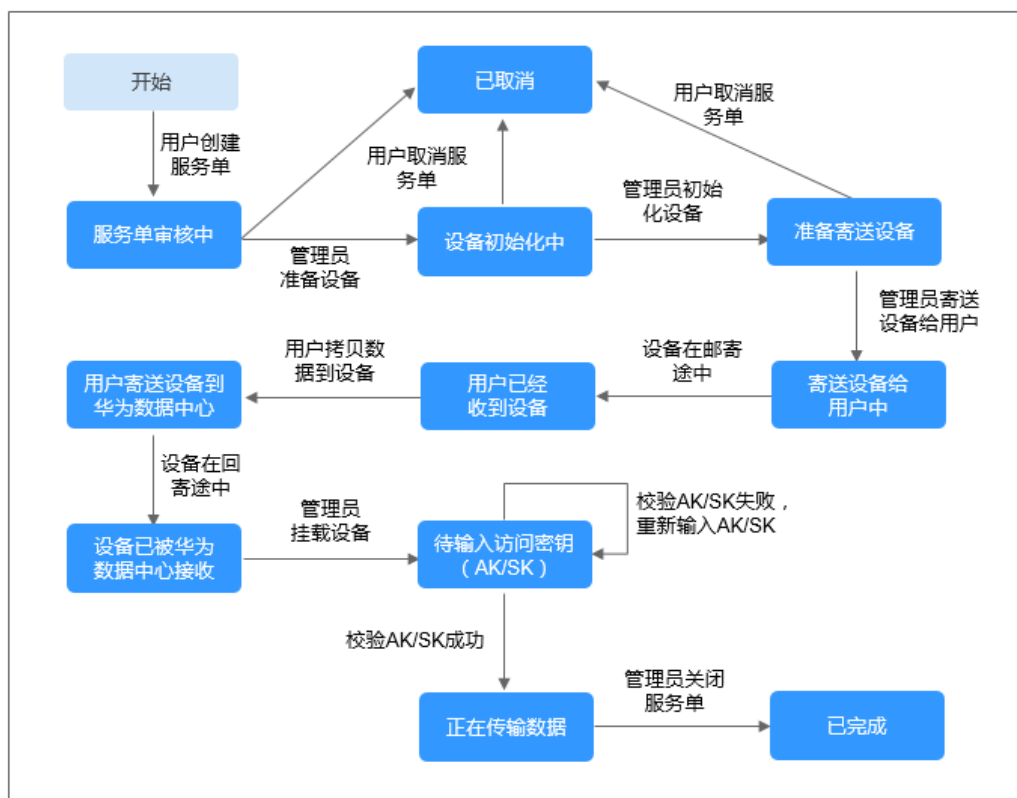 开始
已取消
用户取消服
务单
用户创建
服务单
用户取消服
务单
管理员初始
化设备
服务单审核中
设备初始化中
准备寄送设备
管理员
准备设备
管理员寄送
设备给用户
用户拷贝数
据到设备
设备在邮寄
途中
用户寄送设备到
华为数据中心
用户已经
收到设备
寄送设备给
用户中
设备在回
寄途中
管理员
挂载设备
校验AK/SK失败，
重新输入AK/SK
设备已被华为
数据中心接收
待输入访问密钥
（AK/SK）
校验AK/SK成功
管理员关闭
服务单
正在传输数据
已完成